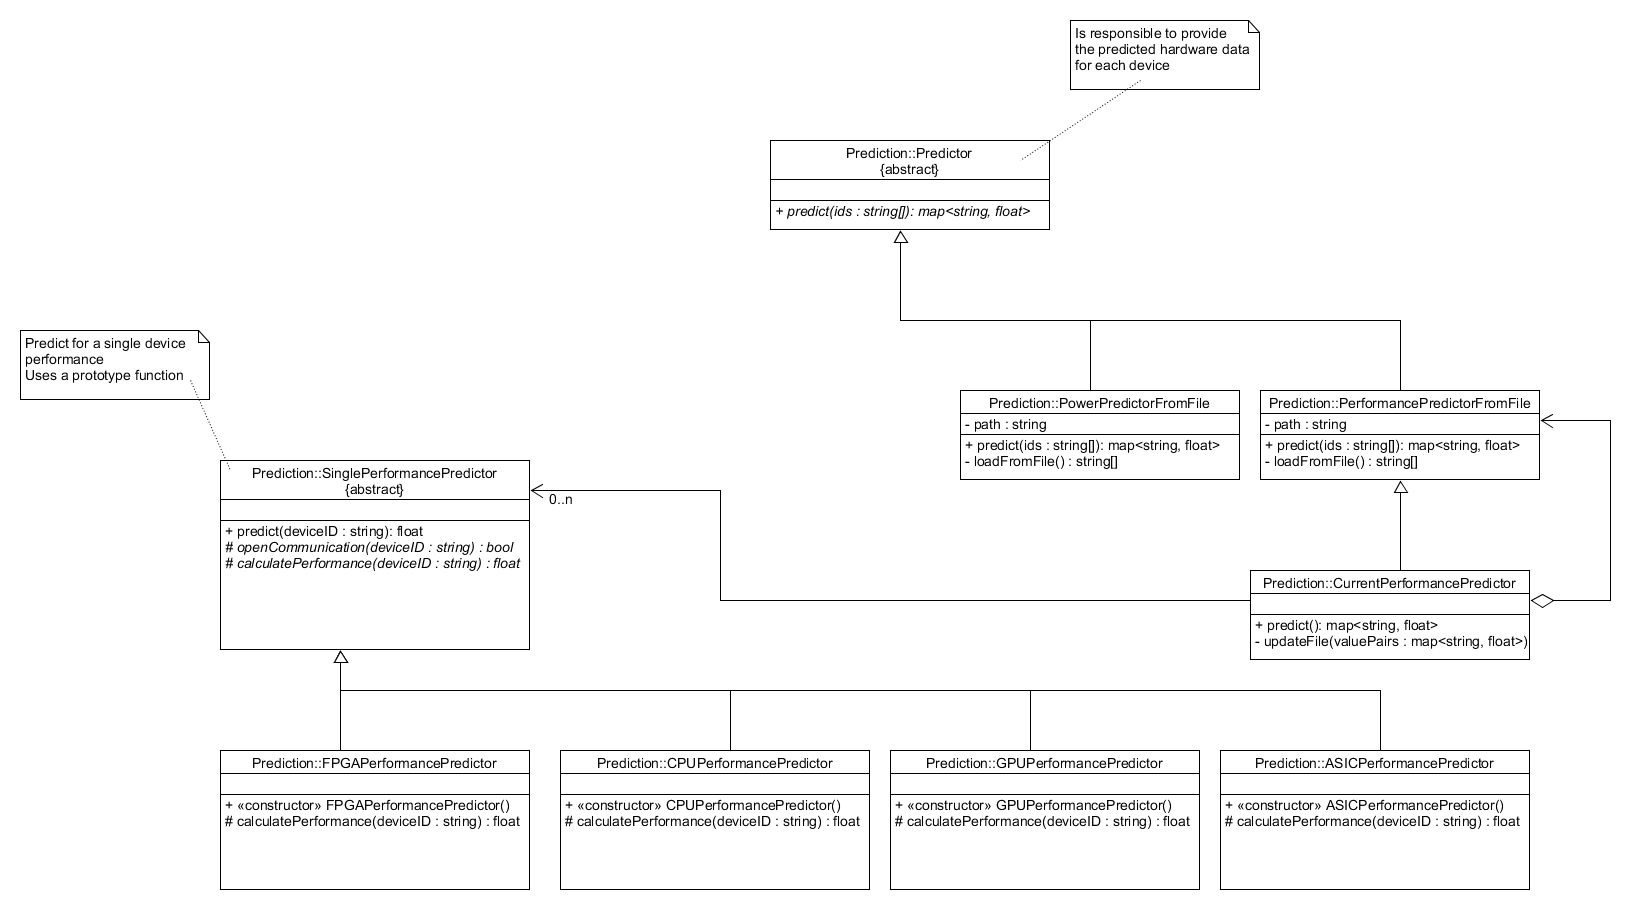 Is responsible to provide
the predicted hardware data
for each device
Prediction::Predictor
{abstract}
+ predict(ids : string[]): map<string, float>
Predict for a single device
performance
Uses a prototype function
Prediction::PowerPredictorFromFile
- path : string
+ predict(ids : string[]): map<string, float>
- loadFromFile() : string[]
Prediction::PerformancePredictorFromFile
- path : string
+ predict(ids : string[]): map<string, float>
- loadFromFile() : string[]
Prediction::SinglePerformancePredictor
{abstract}
+ predict(deviceID : string): float
# openCommunication(deviceID : string) : bool
# calculatePerformance(deviceID : string) : float
0..n
Prediction::CurrentPerformancePredictor
+ predict(): map<string, float>
- updateFile(valuePairs : map<string, float>)
Prediction::FPGAPerformancePredictor
+ «constructor» FPGAPerformancePredictor()
# calculatePerformance(deviceID : string) : float
Prediction::CPUPerformancePredictor
+ «constructor» CPUPerformancePredictor()
# calculatePerformance(deviceID : string) : float
Prediction::GPUPerformancePredictor
+ «constructor» GPUPerformancePredictor()
# calculatePerformance(deviceID : string) : float
Prediction::ASICPerformancePredictor
+ «constructor» ASICPerformancePredictor()
# calculatePerformance(deviceID : string) : float